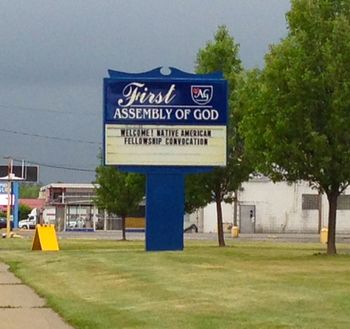 First
AG
ASSEMBLY OF GOD
WELCOME! NATIVE AMERICAN
FELLOWSHIP CONVOCATION